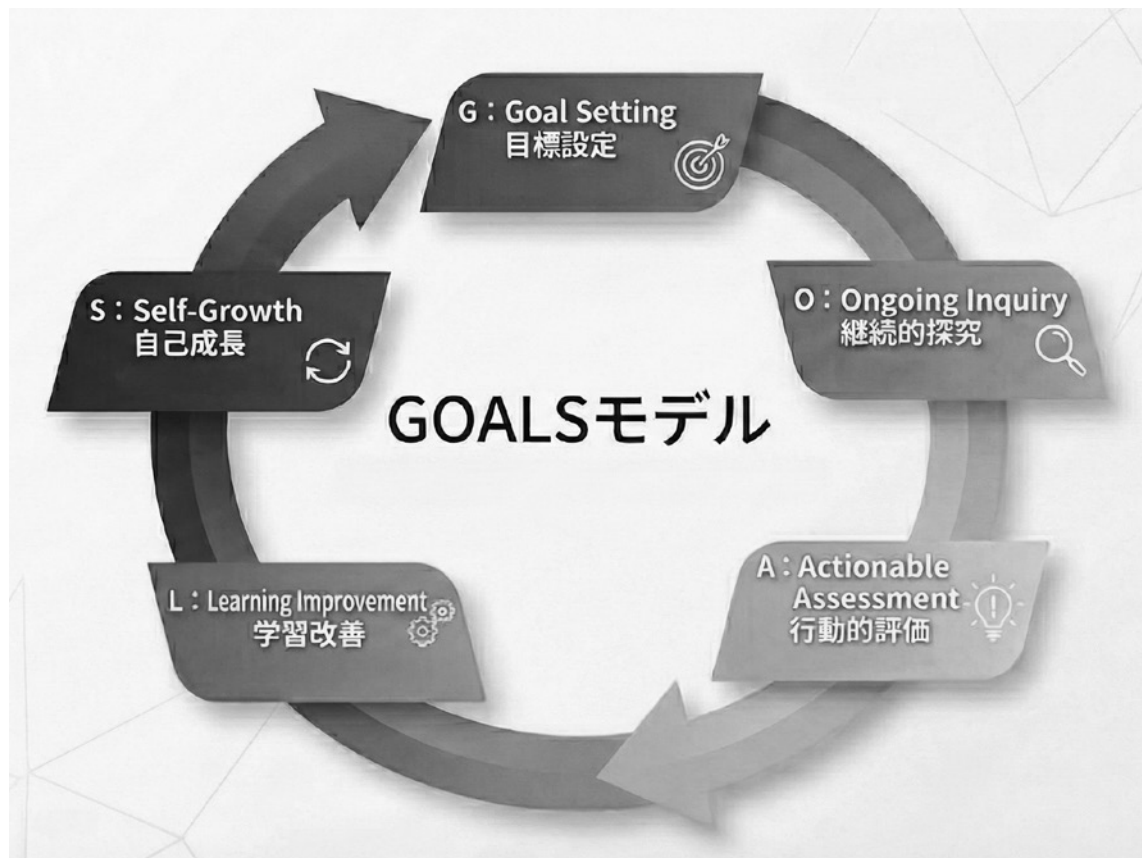 G：Goal Setting
目標設定
O：Ongoing Inquiry
継続的探究
A：Actionable
Assessment
行動的評価
L：Learning Improvement
学習改善
S：Self-Growth
自己成長
GOALSモデル